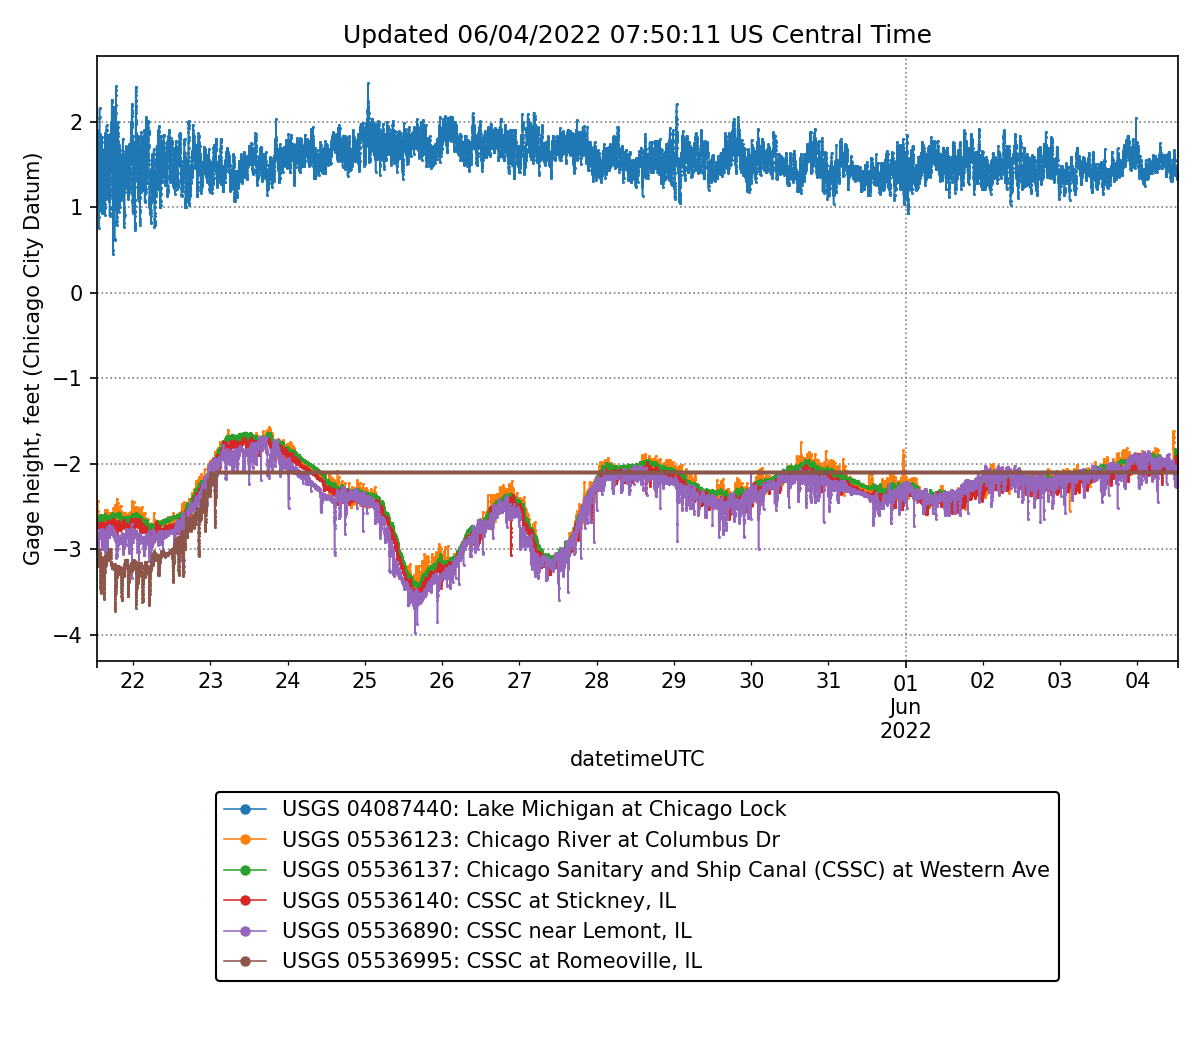 Updated 06/04/2022 07:50:11 US Central Time
Gage height, feet (Chicago City Datum)
2
1
0
−1
−2
−3
−4
22 23 24 25 26 27 28 29 30 31 01 02 03 04
Jun
2022
datetimeUTC
USGS 04087440: Lake Michigan at Chicago Lock
USGS 05536123: Chicago River at Columbus Dr
USGS 05536137: Chicago Sanitary and Ship Canal (CSSC) at Western Ave
USGS 05536140: CSSC at Stickney, IL
USGS 05536890: CSSC near Lemont, IL
USGS 05536995: CSSC at Romeoville, IL